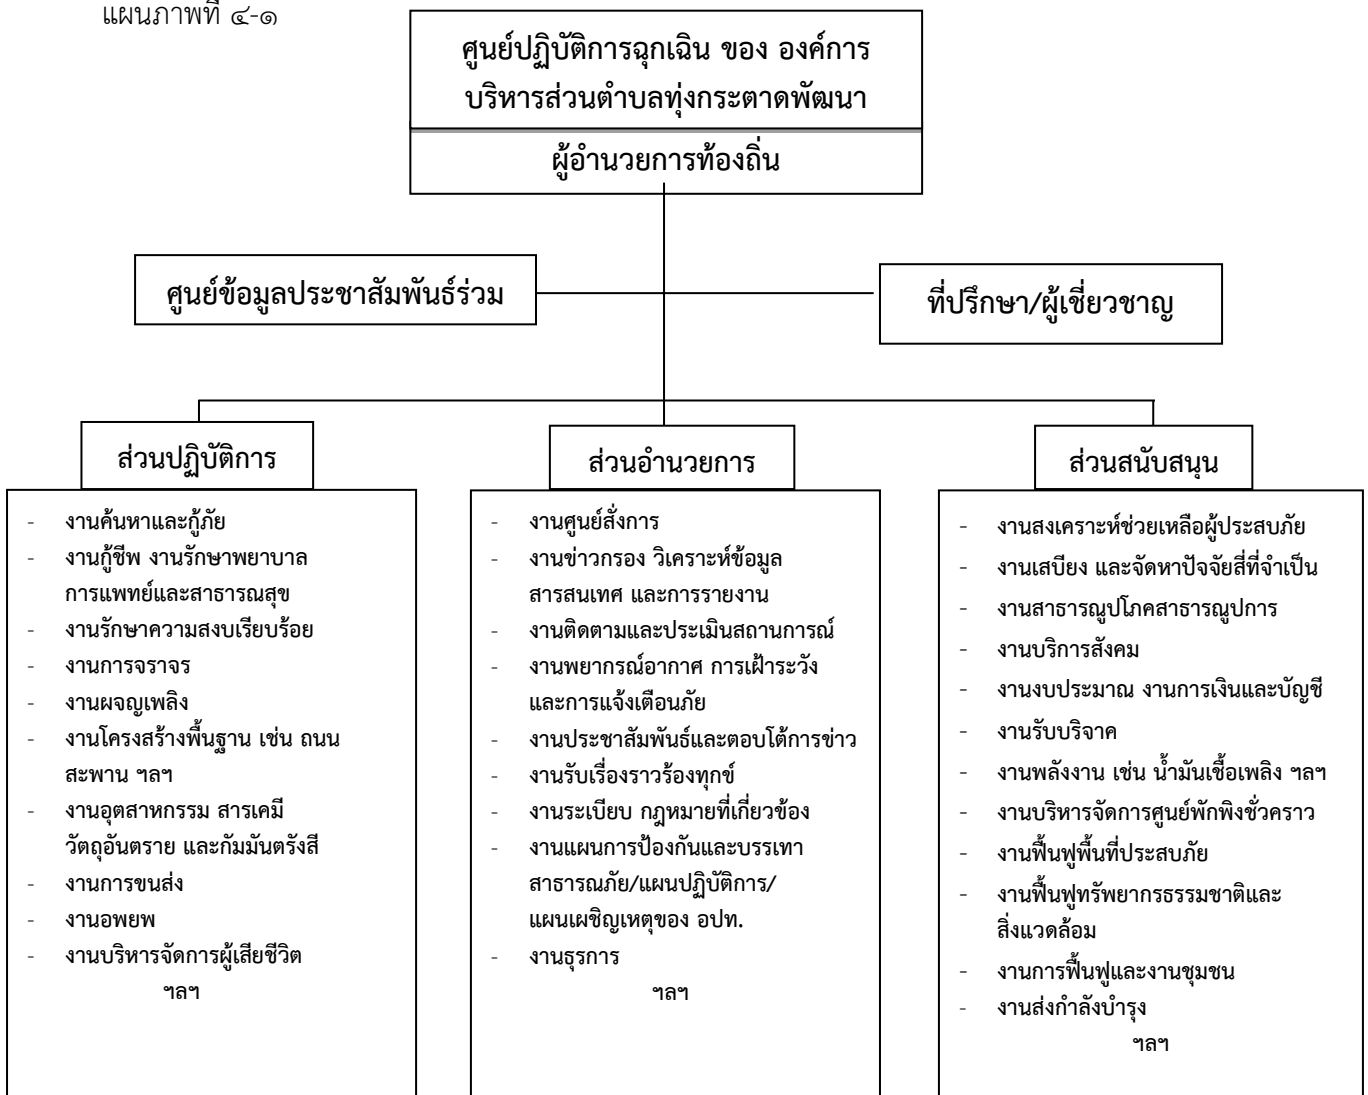 แผนภาพที่ ๔-๑
ศูนย์ปฏิบัติการฉุกเฉิน ของ องค์การ
บริหารส่วนตำบลทุ่งกระตาดพัฒนา
ผู้อำนวยการท้องถิ่น
ศูนย์ข้อมูลประชาสัมพันธ์ร่วม
ที่ปรึกษา/ผู้เชี่ยวชาญ
ส่วนปฏิบัติการ
- งานค้นหาและกู้ภัย
- งานกู้ชีพ งานรักษาพยาบาล
การแพทย์และสาธารณสุข
- งานรักษาความสงบเรียบร้อย
- งานการจราจร
- งานผจญเพลิง
- งานโครงสร้างพื้นฐาน เช่น ถนน
สะพาน ฯลฯ
- งานอุตสาหกรรม สารเคมี
วัตถุอันตราย และกัมมันตรังสี
- งานการขนส่ง
- งานอพยพ
- งานบริหารจัดการผู้เสียชีวิต
ฯลฯ
ส่วนอำนวยการ
- งานศูนย์สั่งการ
- งานข่าวกรอง วิเคราะห์ข้อมูล
สารสนเทศ และการรายงาน
- งานติดตามและประเมินสถานการณ์
- งานพยากรณ์อากาศ การเฝ้าระวัง
และการแจ้งเตือนภัย
- งานประชาสัมพันธ์และตอบโต้การข่าว
- งานรับเรื่องราวร้องทุกข์
- งานระเบียบ กฎหมายที่เกี่ยวข้อง
- งานแผนการป้องกันและบรรเทา
สาธารณภัย/แผนปฏิบัติการ/
แผนเผชิญเหตุของ อปท.
- งานธุรการ
ฯลฯ
ส่วนสนับสนุน
- งานสงเคราะห์ช่วยเหลือผู้ประสบภัย
- งานเสบียง และจัดหาปัจจัยสี่ที่จำเป็น
- งานสาธารณูปโภคสาธารณูปการ
- งานบริการสังคม
- งานงบประมาณ งานการเงินและบัญชี
- งานรับบริจาค
- งานพลังงาน เช่น น้ำมันเชื้อเพลิง ฯลฯ
- งานบริหารจัดการศูนย์พักพิงชั่วคราว
- งานฟื้นฟูพื้นที่ประสบภัย
- งานฟื้นฟูทรัพยากรธรรมชาติและ
สิ่งแวดล้อม
- งานการฟื้นฟูและงานชุมชน
- งานส่งกำลังบำรุง
ฯลฯ